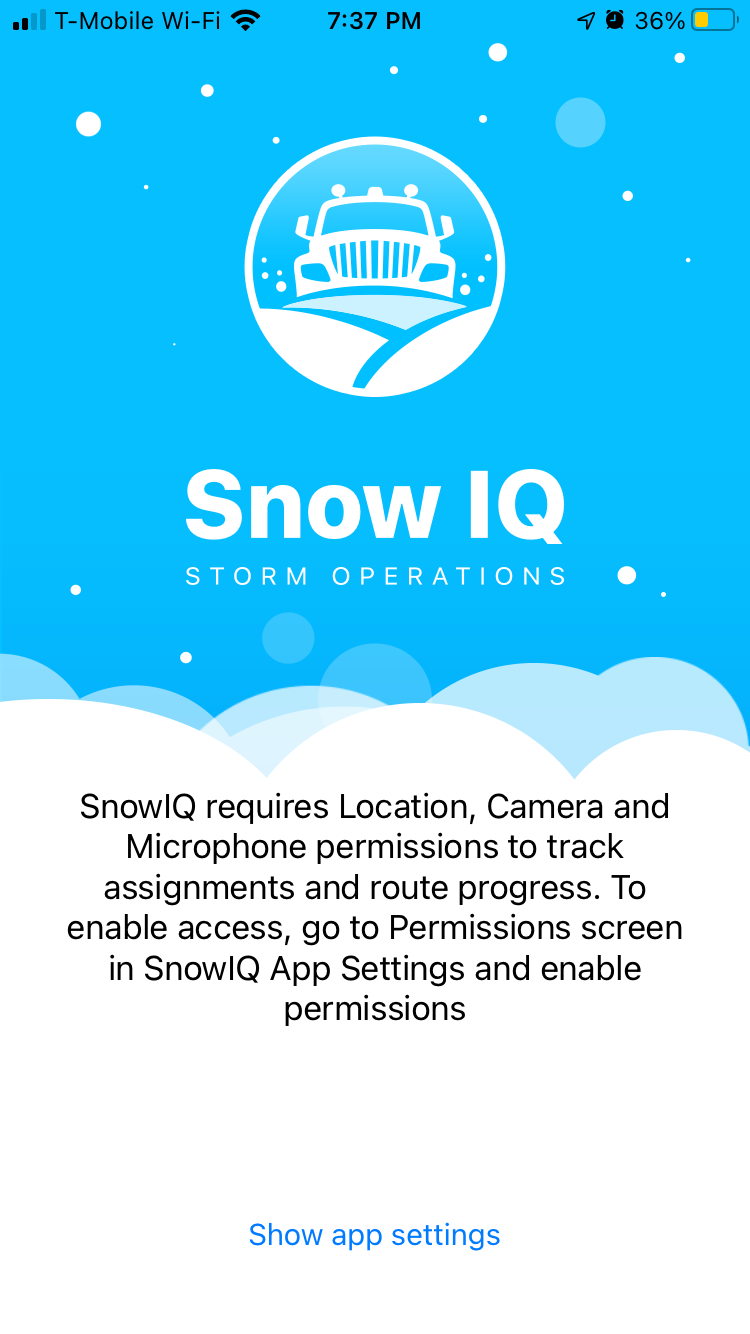 T-Mobile Wi-Fi 7:37 PM 36%
Snow IQ
STORM OPERATIONS
SnowIQ requires Location, Camera and
Microphone permissions to track
assignments and route progress. To
enable access, go to Permissions screen
in SnowIQ App Settings and enable
permissions
Show app settings